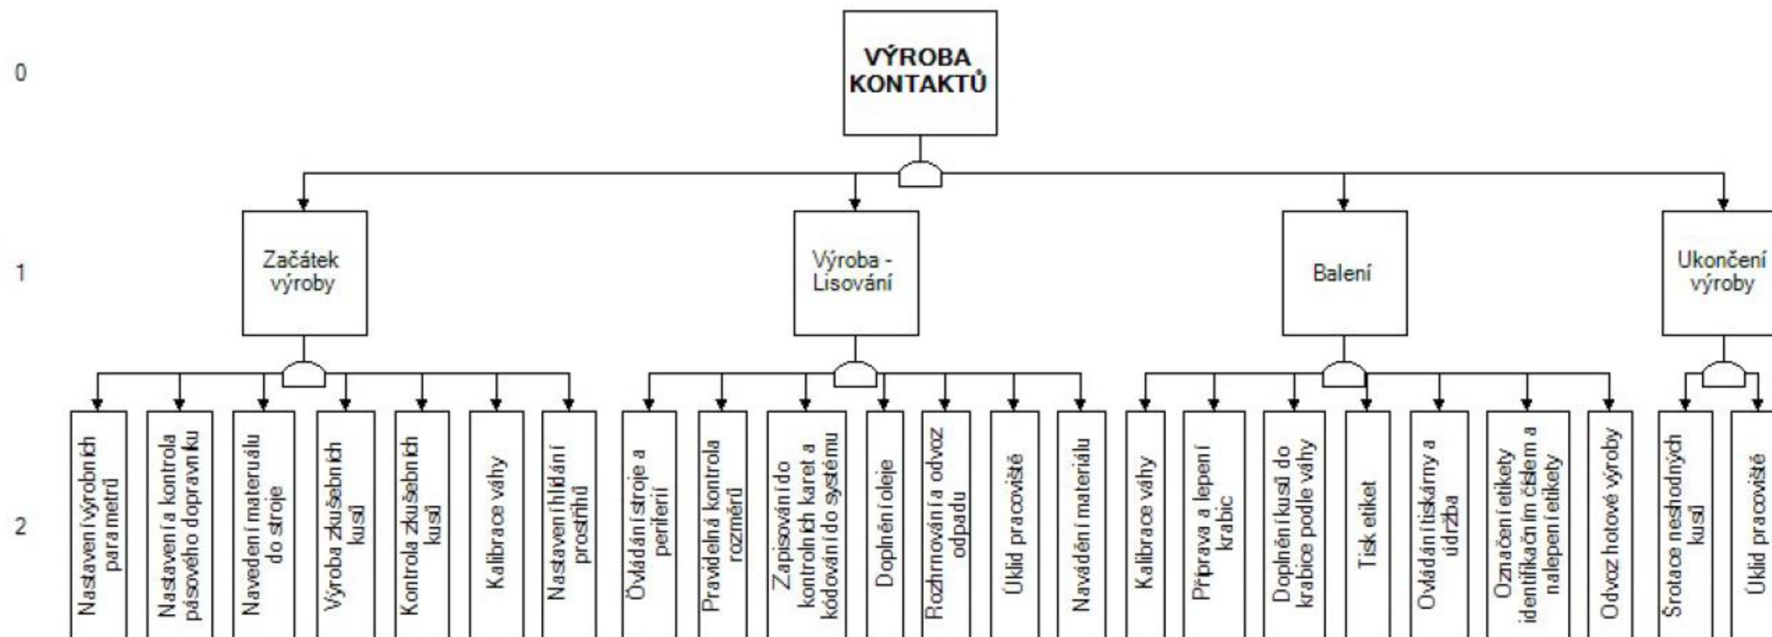 0
VÝROBA
KONTAKTŮ
1
Začátek
výroby
Výroba -
Lisování
Balení
Ukončení
výroby
2
Nastavení výrobních
parametrů
Nastavení a kontrola
pásového dopravníku
Navedení materuálu
do stroje
Výroba zkušebních
kusů
Kontrola zkušebních
kusů
Kalibrace váhy
Nastavení hlídání
prostřihů
Ovládání stroje a
periferií
Pravidelná kontrola
rozměrů
Zapisování do
kontrolních karet a
kódování do systému
Doplnění oleje
Rozhrnování a odvoz
odpadu
Úklid pracoviště
Navádění materiálu
Kalibrace váhy
Příprava a lepení
krabic
Doplnění kusů do
krabice podle váhy
Tisk etiket
Ovládání tiskárny a
údržba
Označení etikety
identifikačním číslem a
nalepení etikety
Odvoz hotové výroby
Šrotace neshodných
kusů
Úklid pracoviště